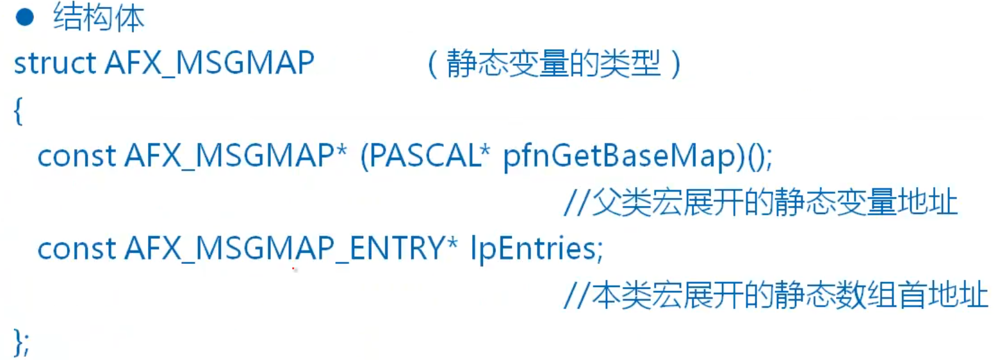 ● 结构体
struct AFX_MSGMAP （静态变量的类型）
{
const AFX_MSGMAP* (PASCAL* pfnGetBaseMap)();
//父类宏展开的静态变量地址
const AFX_MSGMAP_ENTRY* lpEntries;
//本类宏展开的静态数组首地址
};